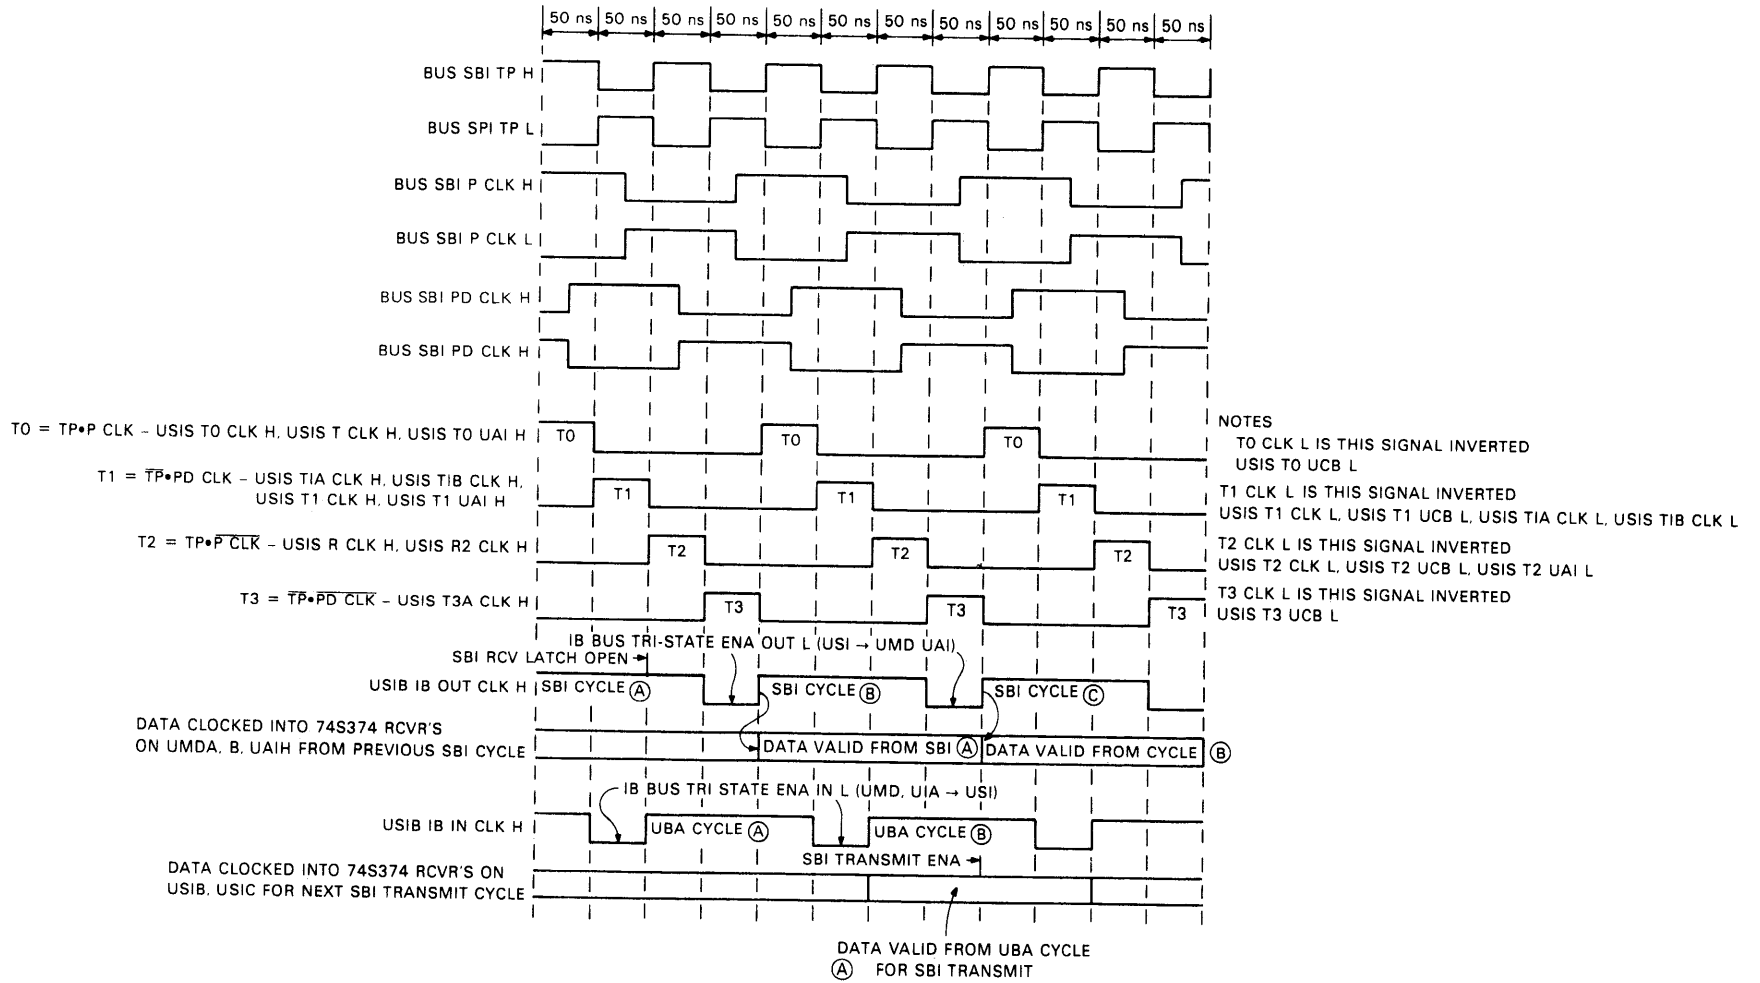 50 ns 50 ns 50 ns 50 ns 50 ns 50 ns 50 ns 50 ns 50 ns 50 ns 50 ns 50 ns
BUS SBI TP H
BUS SPI TP L
BUS SBI P CLK H
BUS SBI P CLK L
BUS SBI PD CLK H
BUS SBI PD CLK H
T0 = TP•P CLK – USIS T0 CLK H, USIS T CLK H, USIS T0 UAI H
T0 T0 T0
NOTES
T0 CLK L IS THIS SIGNAL INVERTED
USIS T0 UCB L
T1 = T̅P̅•PD CLK – USIS TIA CLK H, USIS TIB CLK H,
USIS T1 CLK H, USIS T1 UAI H
T1 T1 T1
T1 CLK L IS THIS SIGNAL INVERTED
USIS T1 CLK L, USIS T1 UCB L, USIS TIA CLK L, USIS TIB CLK L
T2 = TP•P̅ ̅C̅L̅K̅ – USIS R CLK H, USIS R2 CLK H
T2 T2 T2
T2 CLK L IS THIS SIGNAL INVERTED
USIS T2 CLK L, USIS T2 UCB L, USIS T2 UAI L
T3 = T̅P̅•P̅D̅ ̅C̅L̅K̅ – USIS T3A CLK H
T3 T3 T3
T3 CLK L IS THIS SIGNAL INVERTED
USIS T3 UCB L
IB BUS TRI-STATE ENA OUT L (USI → UMD UAI)
SBI RCV LATCH OPEN
USIB IB OUT CLK H
SBI CYCLE Ⓐ SBI CYCLE Ⓑ SBI CYCLE Ⓒ
DATA CLOCKED INTO 74S374 RCVR'S
ON UMDA, B, UAIH FROM PREVIOUS SBI CYCLE
DATA VALID FROM SBI Ⓐ DATA VALID FROM CYCLE Ⓑ
IB BUS TRI STATE ENA IN L (UMD, UIA → USI)
USIB IB IN CLK H
UBA CYCLE Ⓐ UBA CYCLE Ⓑ
SBI TRANSMIT ENA
DATA CLOCKED INTO 74S374 RCVR'S ON
USIB, USIC FOR NEXT SBI TRANSMIT CYCLE
DATA VALID FROM UBA CYCLE
Ⓐ FOR SBI TRANSMIT